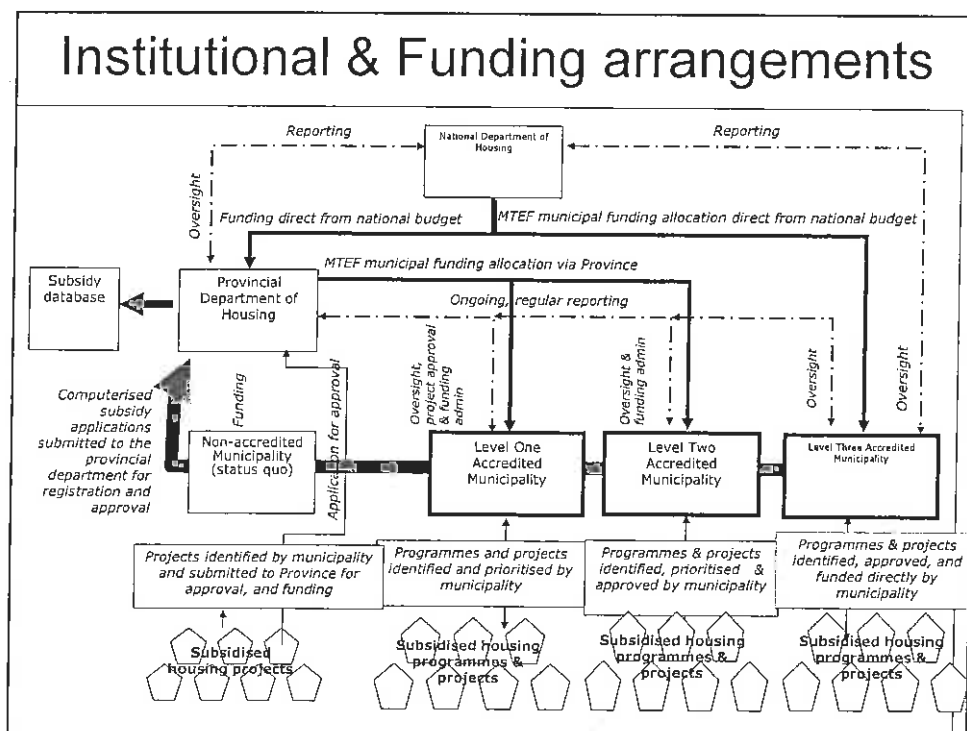 Institutional & Funding arrangements
Reporting
National Department of
Housing
Reporting
Oversight
Funding direct from national budget
MTEF municipal funding allocation direct from national budget
Subsidy
database
Provincial
Department of
Housing
MTEF municipal funding allocation via Province
Ongoing, regular reporting
Computerised
subsidy
applications
submitted to the
provincial
department for
registration and
approval
Funding
Application for approval
Oversight,
project approval
& funding
admin
Oversight &
funding admin
Oversight
Oversight
Non-accredited
Municipality
(status quo)
Level One
Accredited
Municipality
Level Two
Accredited
Municipality
Level Three Accredited
Municipality
Projects identified by municipality
and submitted to Province for
approval, and funding
Programmes and projects
identified and prioritised by
municipality
Programmes & projects
identified, prioritised &
approved by municipality
Programmes & projects
identified, approved, and
funded directly by
municipality
Subsidised
housing projects
Subsidised housing
programmes &
projects
Subsidised housing
programmes &
projects
Subsidised housing
programmes &
projects